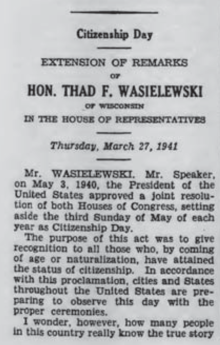 Citizenship Day
EXTENSION OF REMARKS
OF
HON. THAD F. WASIELEWSKI
OF WISCONSIN
IN THE HOUSE OF REPRESENTATIVES
Thursday, March 27, 1941
Mr. WASIELEWSKI. Mr. Speaker,
on May 3, 1940, the President of the
United States approved a joint resolu-
tion of both Houses of Congress, setting
aside the third Sunday of May of each
year as Citizenship Day.
The purpose of this act was to give
recognition to all those who, by coming
of age or naturalization, have attained
the status of citizenship. In accordance
with this proclamation, cities and States
throughout the United States are pre-
paring to observe this day with the
proper ceremonies.
I wonder, however, how many people
in this country really know the true story